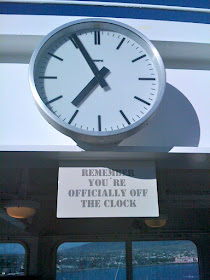 REMEMBER
YOU'RE
OFFICIALLY OFF
THE CLOCK